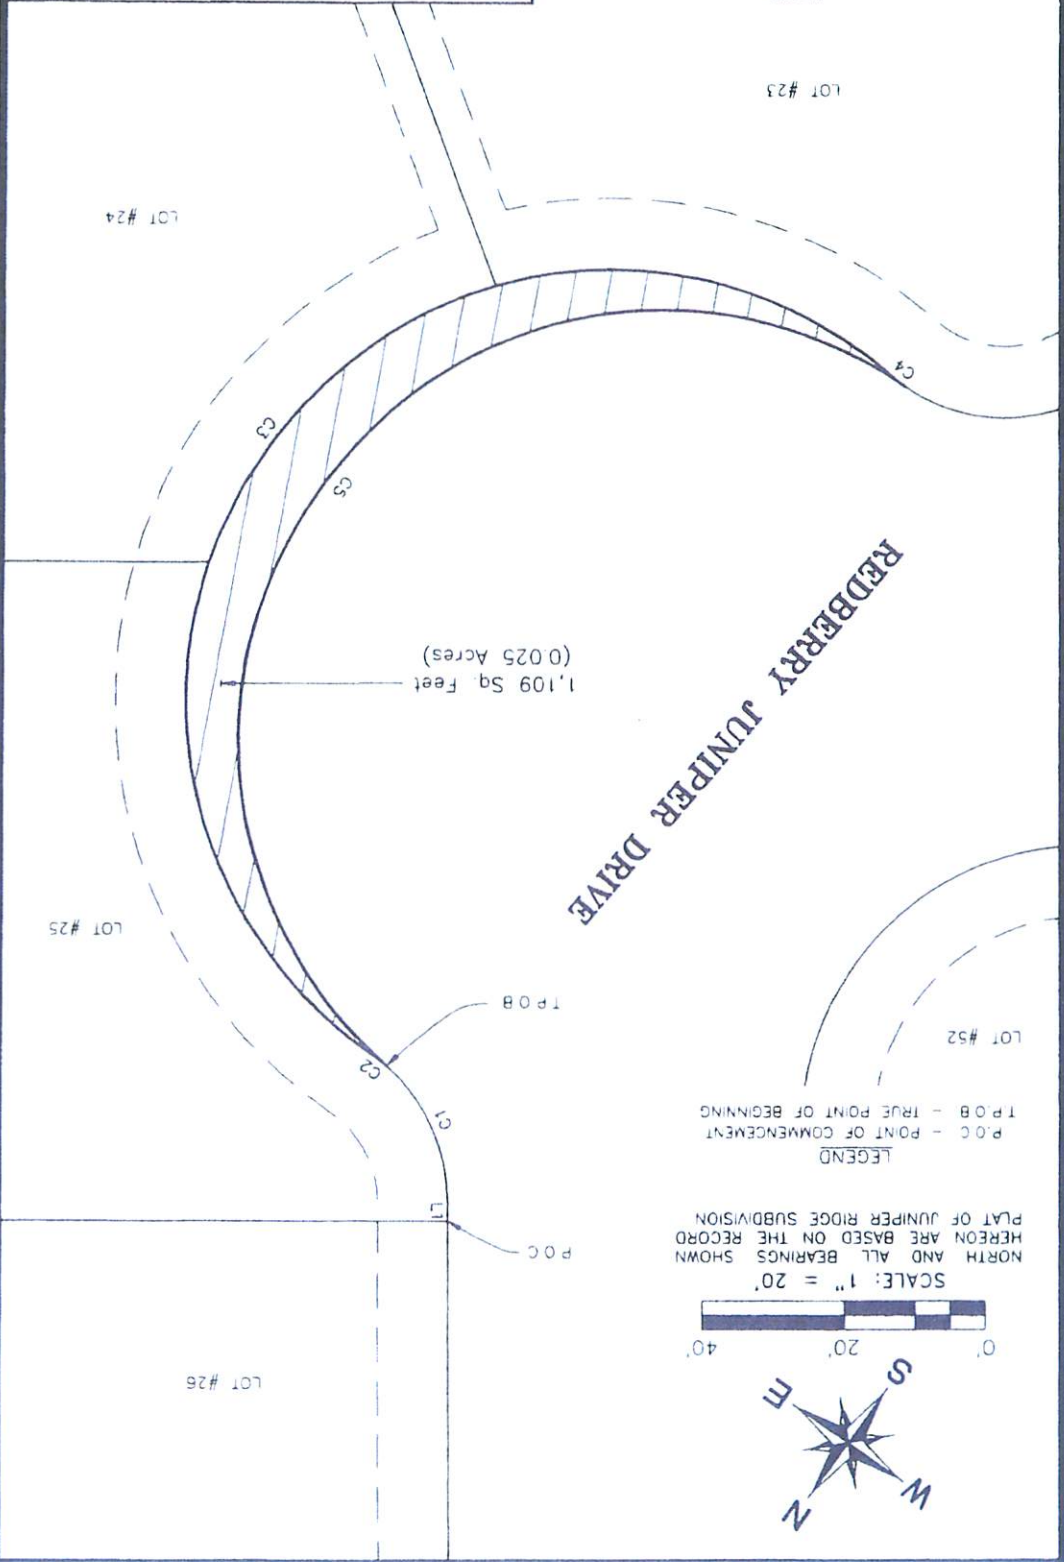 N
W
E
S
0' 20' 40'
SCALE: 1" = 20'
NORTH AND ALL BEARINGS SHOWN
HEREON ARE BASED ON THE RECORD
PLAT OF JUNIPER RIDGE SUBDIVISION
LEGEND
P.O.C - POINT OF COMMENCEMENT
T.P.O.B - TRUE POINT OF BEGINNING
LOT #26
P O C
L1
C1
C2
T P O B
LOT #52
LOT #25
REDBERRY JUNIPER DRIVE
1,109 Sq. Feet
(0.025 Acres)
C5
C3
C4
LOT #24
LOT #23